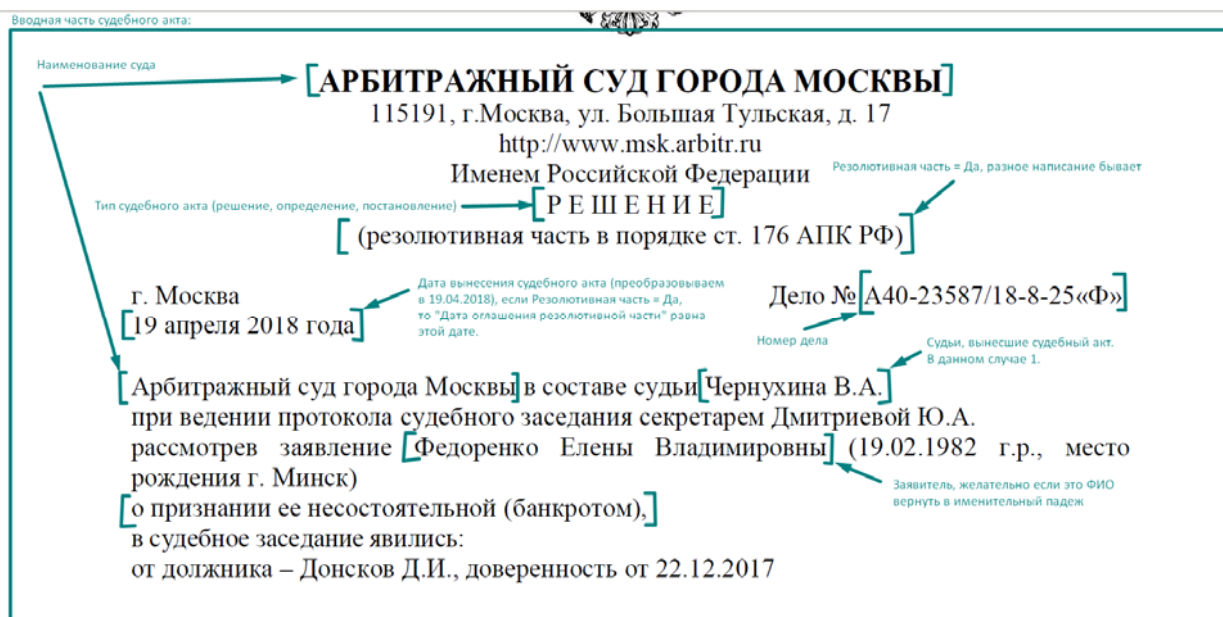 Вводная часть судебного акта:
Наименование суда
АРБИТРАЖНЫЙ СУД ГОРОДА МОСКВЫ
115191, г.Москва, ул. Большая Тульская, д. 17
http://www.msk.arbitr.ru
Именем Российской Федерации
Резолютивная часть = Да, разное написание бывает
Тип судебного акта (решение, определение, постановление)
Р Е Ш Е Н И Е
(резолютивная часть в порядке ст. 176 АПК РФ)
г. Москва
19 апреля 2018 года
Дата вынесения судебного акта (преобразовываем
в 19.04.2018), если Резолютивная часть = Да,
то "Дата оглашения резолютивной части" равна
этой дате.
Дело № А40-23587/18-8-25«Ф»
Номер дела
Судьи, вынесшие судебный акт.
В данном случае 1.
Арбитражный суд города Москвы в составе судьи Чернухина В.А.
при ведении протокола судебного заседания секретарем Дмитриевой Ю.А.
рассмотрев заявление Федоренко Елены Владимировны (19.02.1982 г.р., место
рождения г. Минск)
Заявитель, желательно если это ФИО
вернуть в именительный падеж
о признании ее несостоятельной (банкротом),
в судебное заседание явились:
от должника – Донсков Д.И., доверенность от 22.12.2017